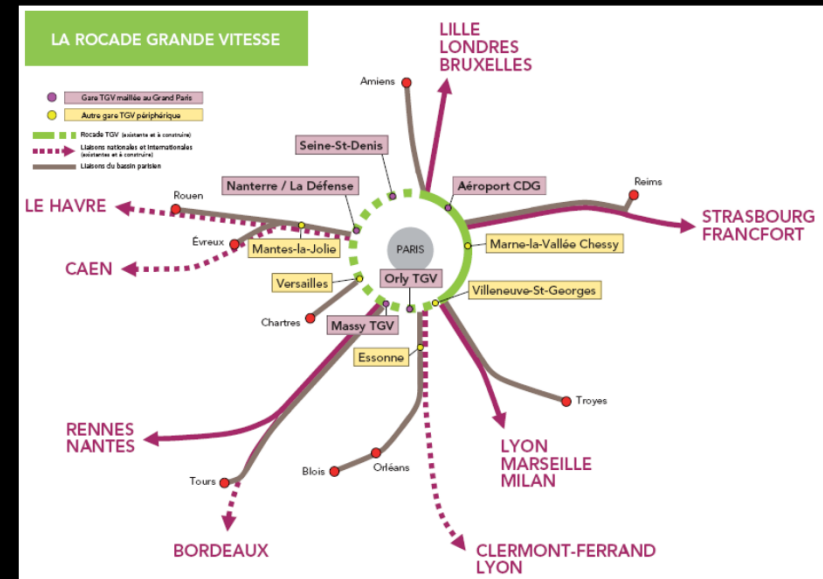 LA ROCADE GRANDE VITESSE
Gare TGV maillée au Grand Paris
Autre gare TGV périphérique
Rocade TGV (existante et à construire)
Liaisons nationales et internationales
(existantes et à construire)
Liaisons du bassin parisien
LILLE
LONDRES
BRUXELLES
Amiens
Seine-St-Denis
Nanterre / La Défense
Aéroport CDG
Reims
Rouen
LE HAVRE
STRASBOURG
FRANCFORT
Évreux
Mantes-la-Jolie
PARIS
Marne-la-Vallée Chessy
CAEN
Versailles
Orly TGV
Villeneuve-St-Georges
Chartres
Massy TGV
Essonne
Troyes
RENNES
NANTES
LYON
MARSEILLE
MILAN
Tours
Blois
Orléans
BORDEAUX
CLERMONT-FERRAND
LYON